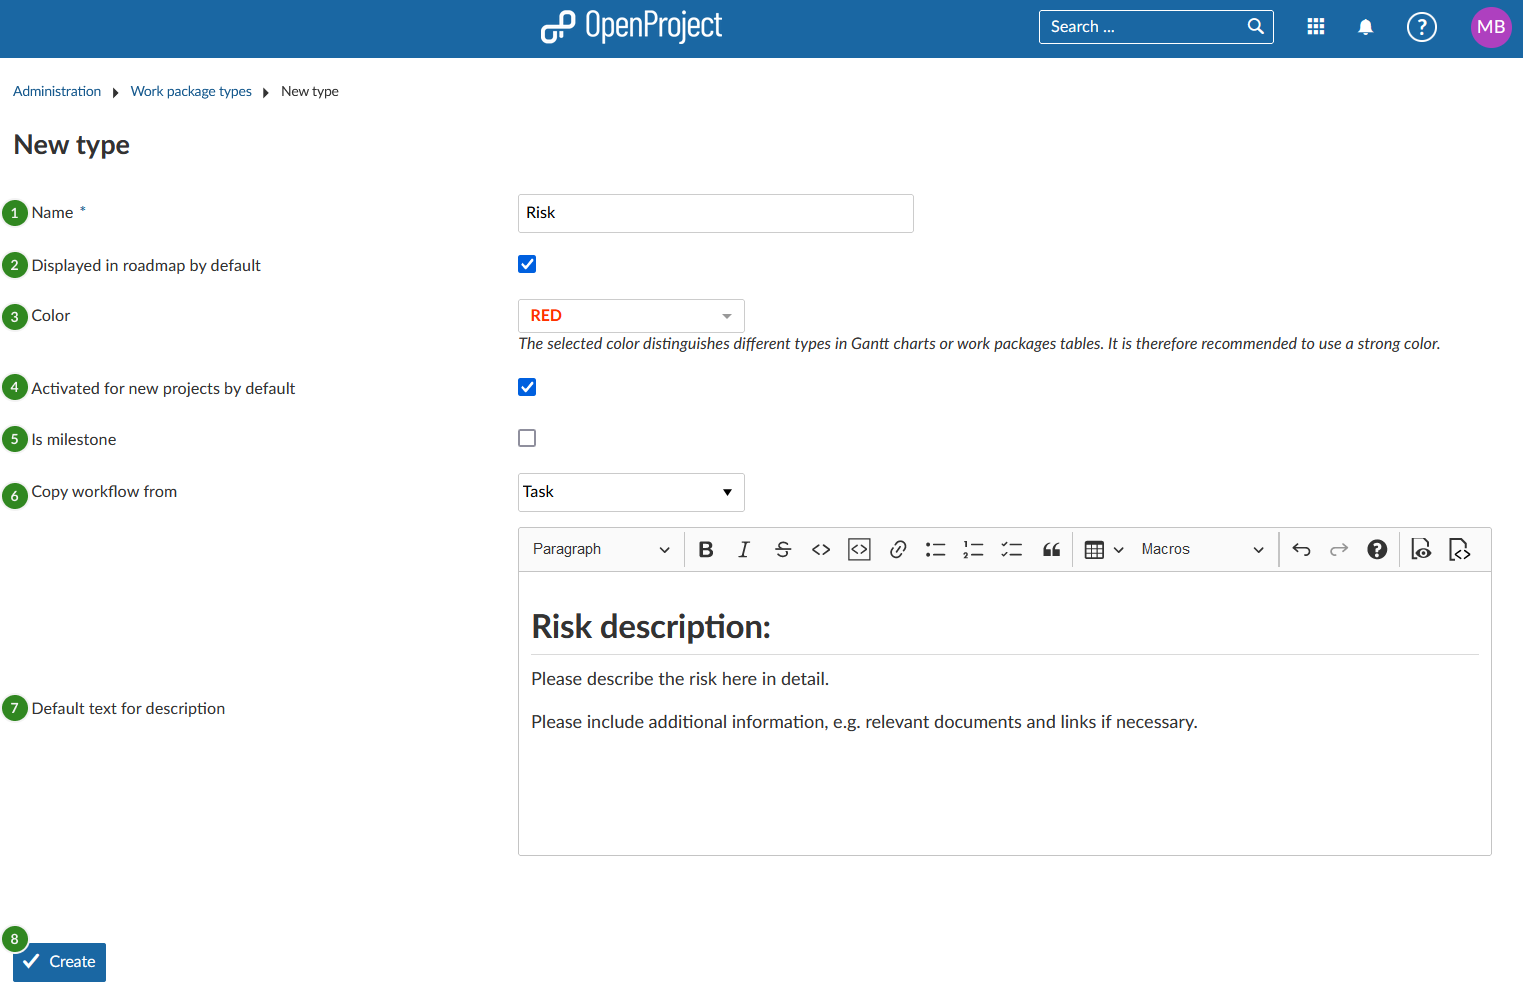 OpenProject
Search ...
?
MB
Administration
Work package types
New type
New type
1 Name * Risk
2 Displayed in roadmap by default
3 Color RED
The selected color distinguishes different types in Gantt charts or work packages tables. It is therefore recommended to use a strong color.
4 Activated for new projects by default
5 Is milestone
6 Copy workflow from Task
Paragraph B I S Macros ?
Risk description:
Please describe the risk here in detail.
7 Default text for description
Please include additional information, e.g. relevant documents and links if necessary.
8
Create